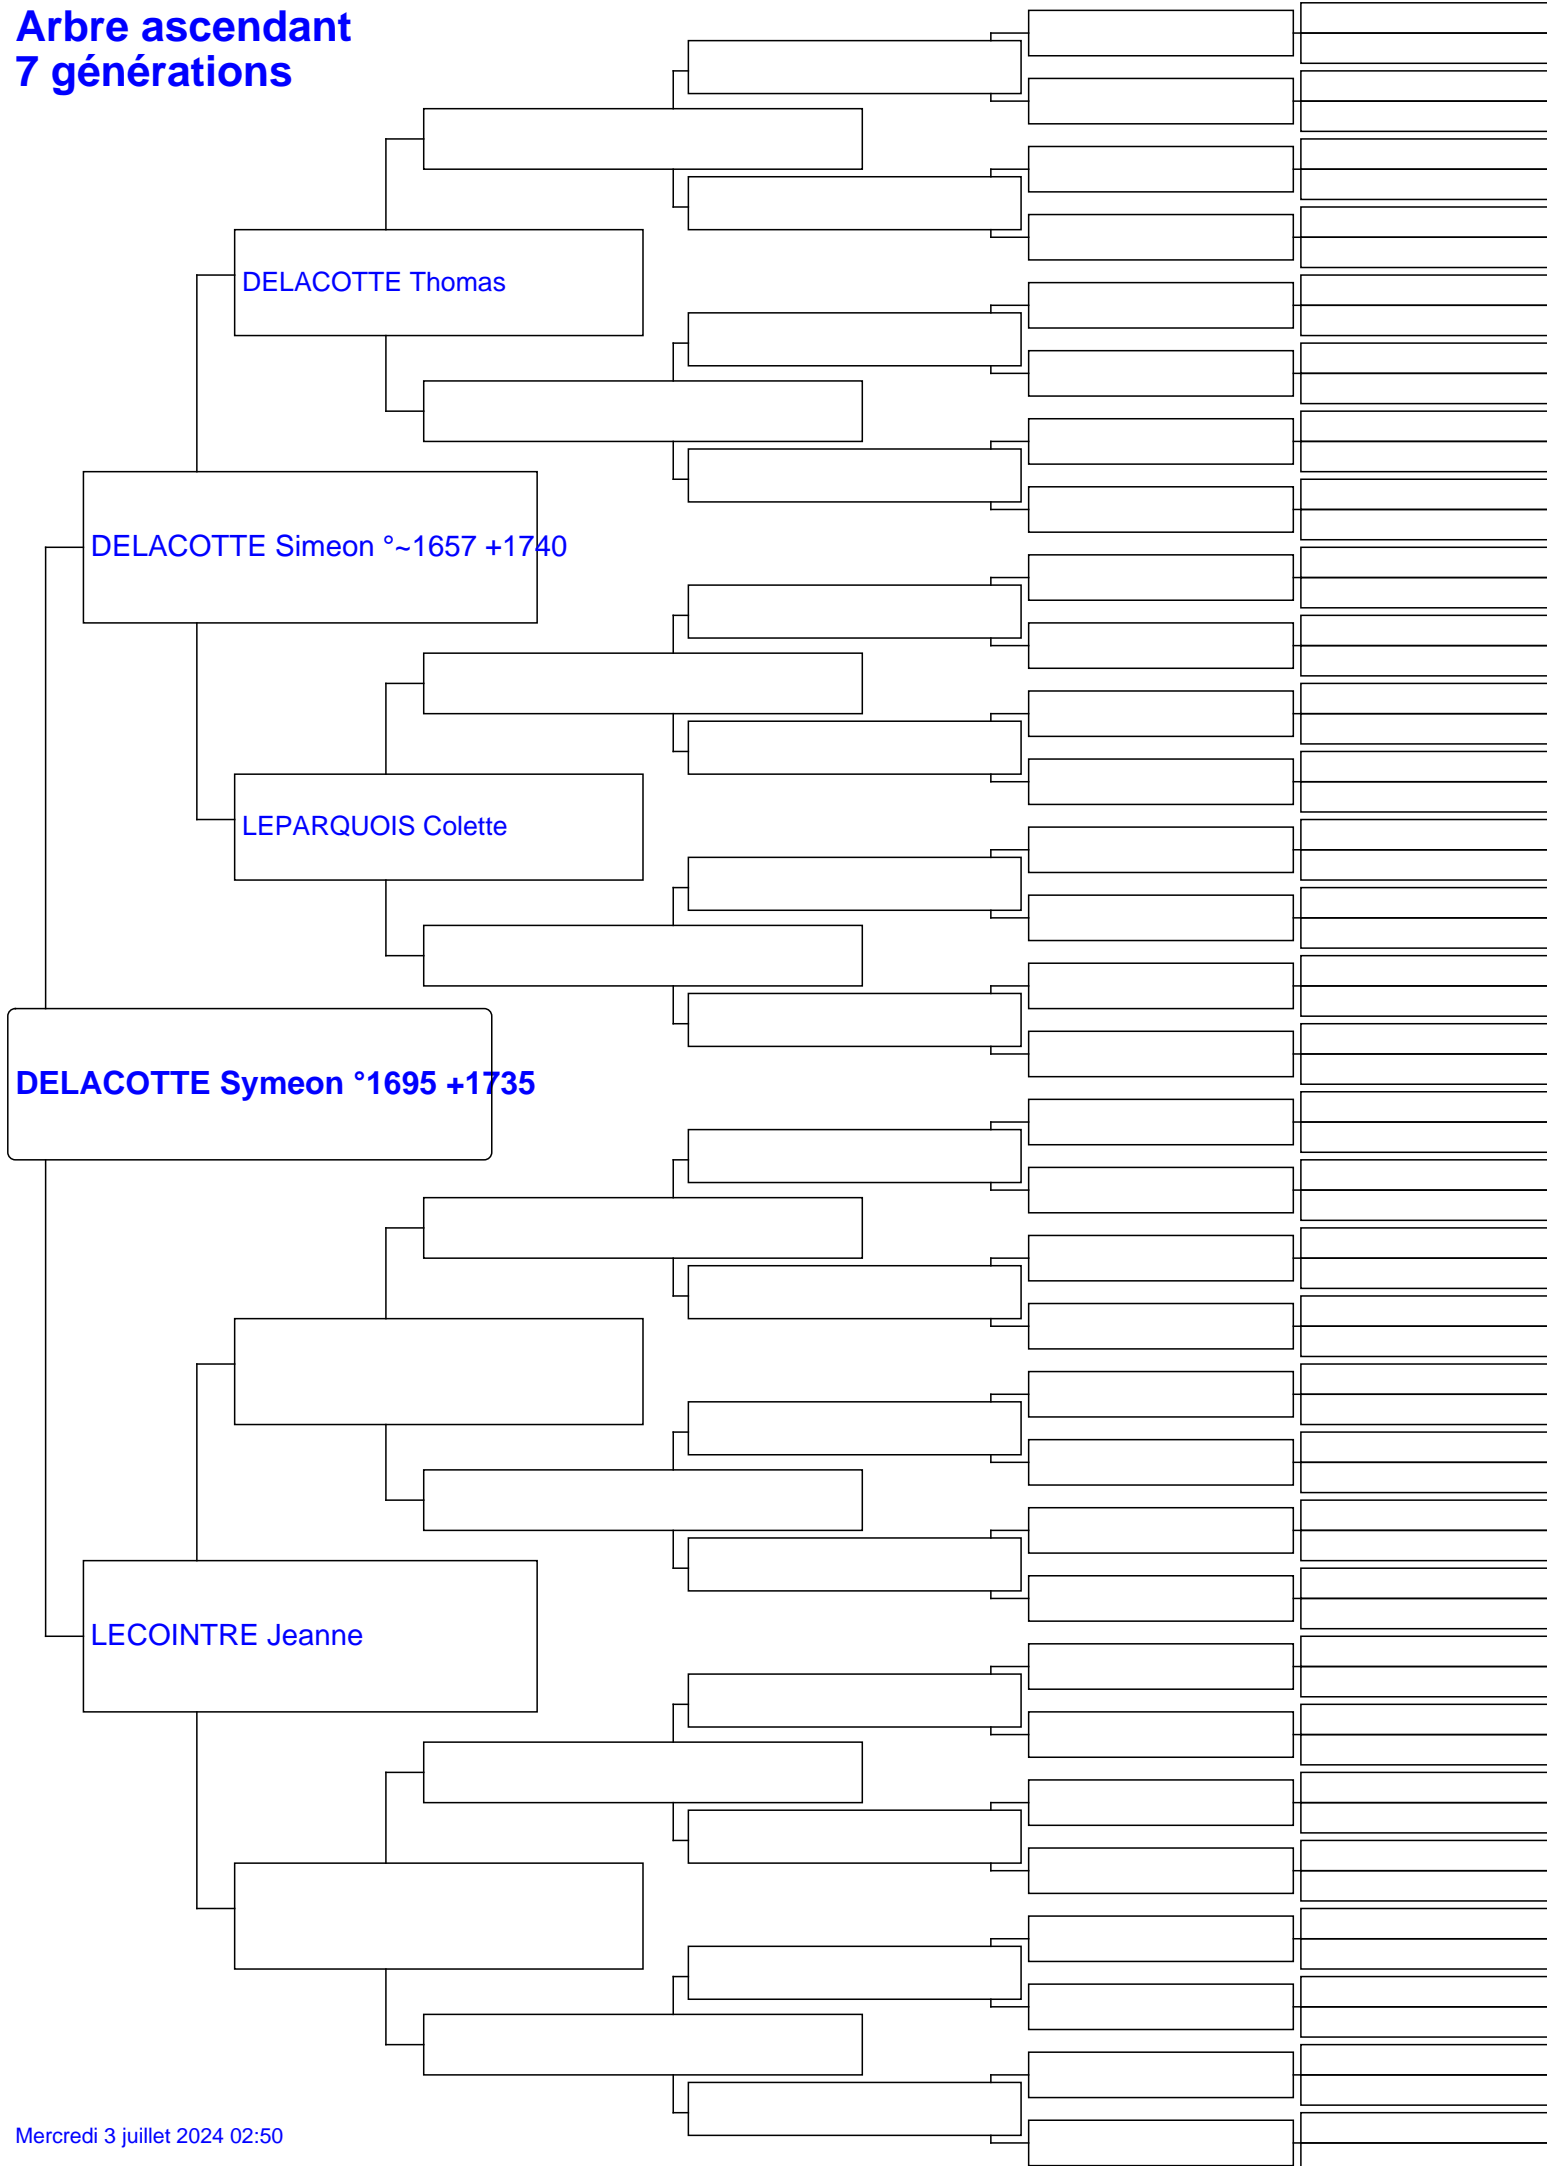 Arbre ascendant
7 générations
DELACOTTE Thomas
DELACOTTE Simeon °~1657 +1740
LEPARQUOIS Colette
DELACOTTE Symeon °1695 +1735
LECOINTRE Jeanne
Mercredi 3 juillet 2024 02:50